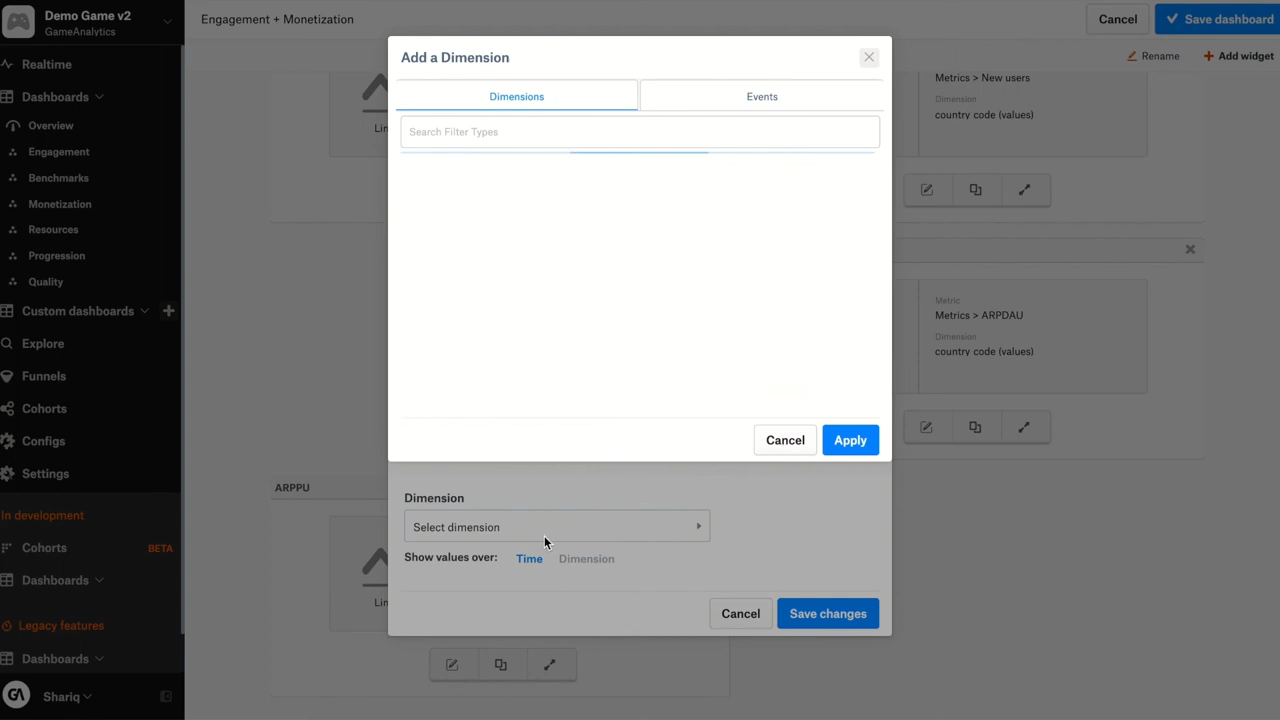 Demo Game v2
GameAnalytics
Realtime
Dashboards
Overview
Engagement
Benchmarks
Monetization
Resources
Progression
Quality
Custom dashboards
Explore
Funnels
Cohorts
Configs
Settings
In development
Cohorts BETA
Dashboards
Legacy features
Dashboards
GA Shariq
Engagement + Monetization
Cancel
Save dashboard
Rename
Add widget
Add a Dimension
Dimensions
Events
Search Filter Types
Cancel
Apply
Dimension
Select dimension
Show values over: Time Dimension
Cancel
Save changes
Lin
Metrics > New users
Dimension
country code (values)
Metric
Metrics > ARPDAU
Dimension
country code (values)
ARPPU
Lin